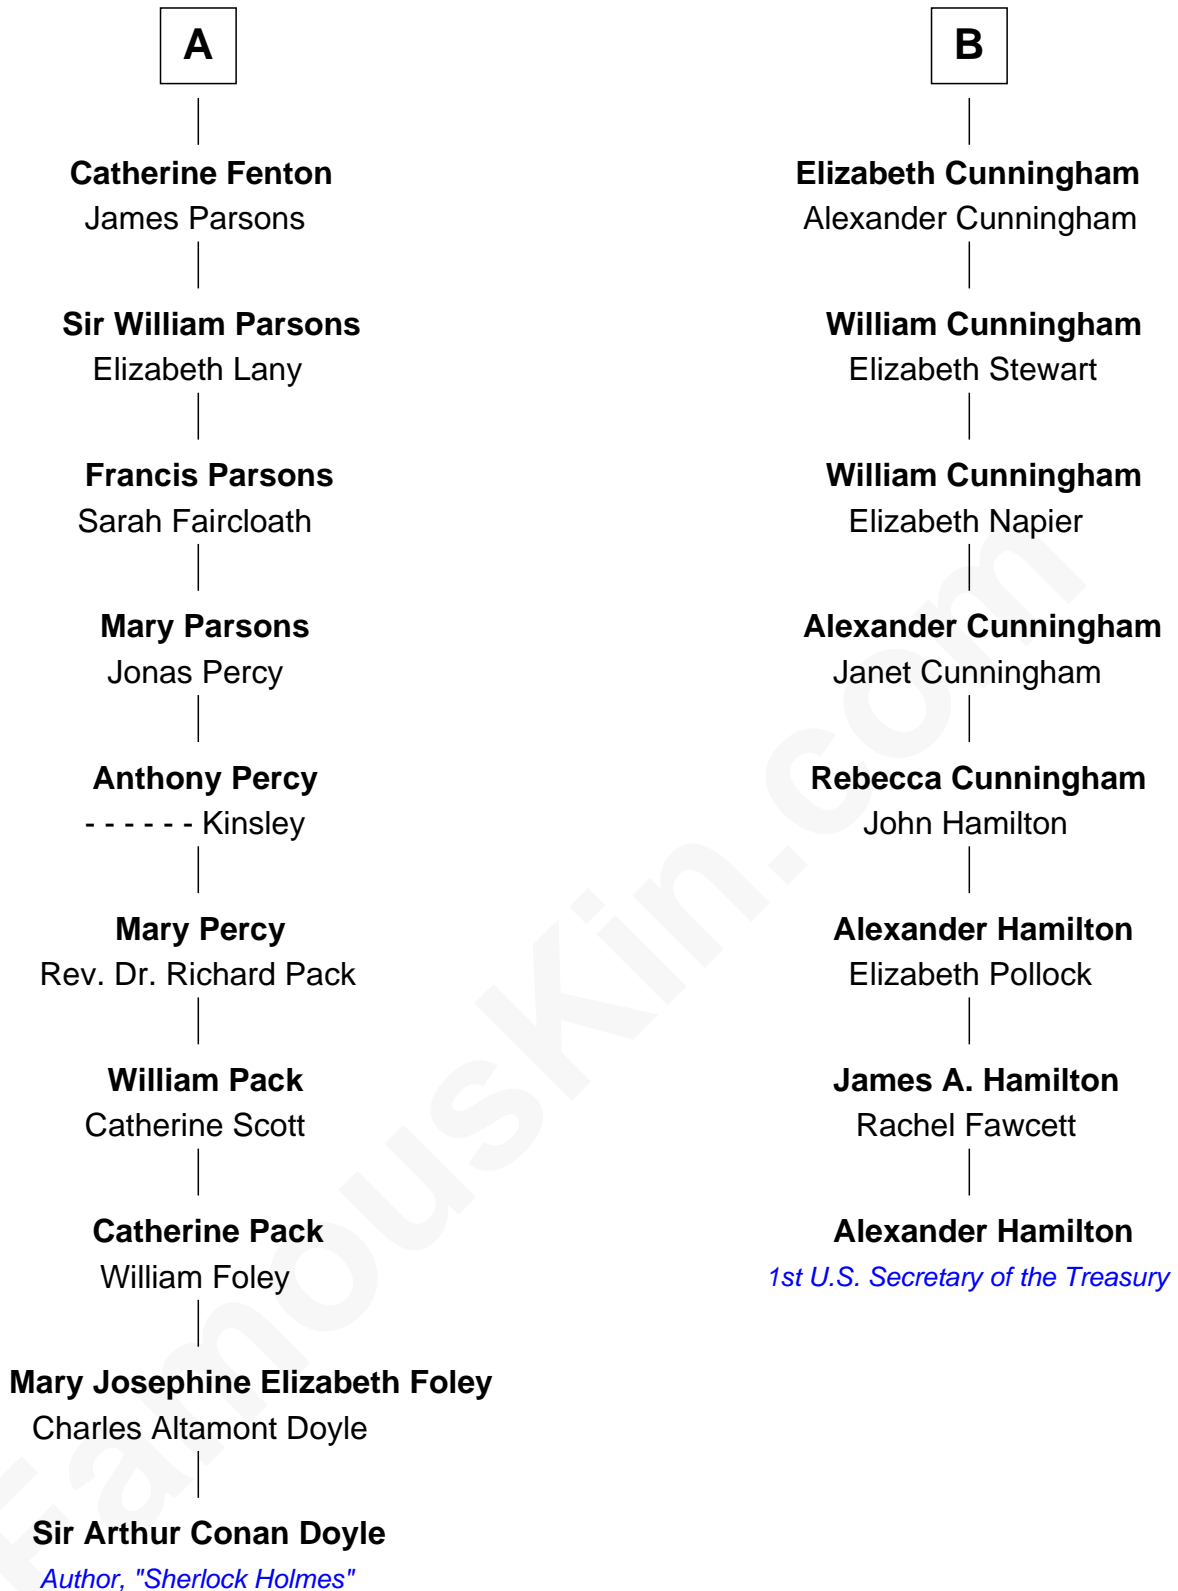 A
Catherine Fenton
James Parsons
Sir William Parsons
Elizabeth Lany
Francis Parsons
Sarah Faircloath
Mary Parsons
Jonas Percy
Anthony Percy
- - - - - - Kinsley
Mary Percy
Rev. Dr. Richard Pack
William Pack
Catherine Scott
Catherine Pack
William Foley
Mary Josephine Elizabeth Foley
Charles Altamont Doyle
Sir Arthur Conan Doyle
Author, "Sherlock Holmes"
B
Elizabeth Cunningham
Alexander Cunningham
William Cunningham
Elizabeth Stewart
William Cunningham
Elizabeth Napier
Alexander Cunningham
Janet Cunningham
Rebecca Cunningham
John Hamilton
Alexander Hamilton
Elizabeth Pollock
James A. Hamilton
Rachel Fawcett
Alexander Hamilton
1st U.S. Secretary of the Treasury
FamousKin.com